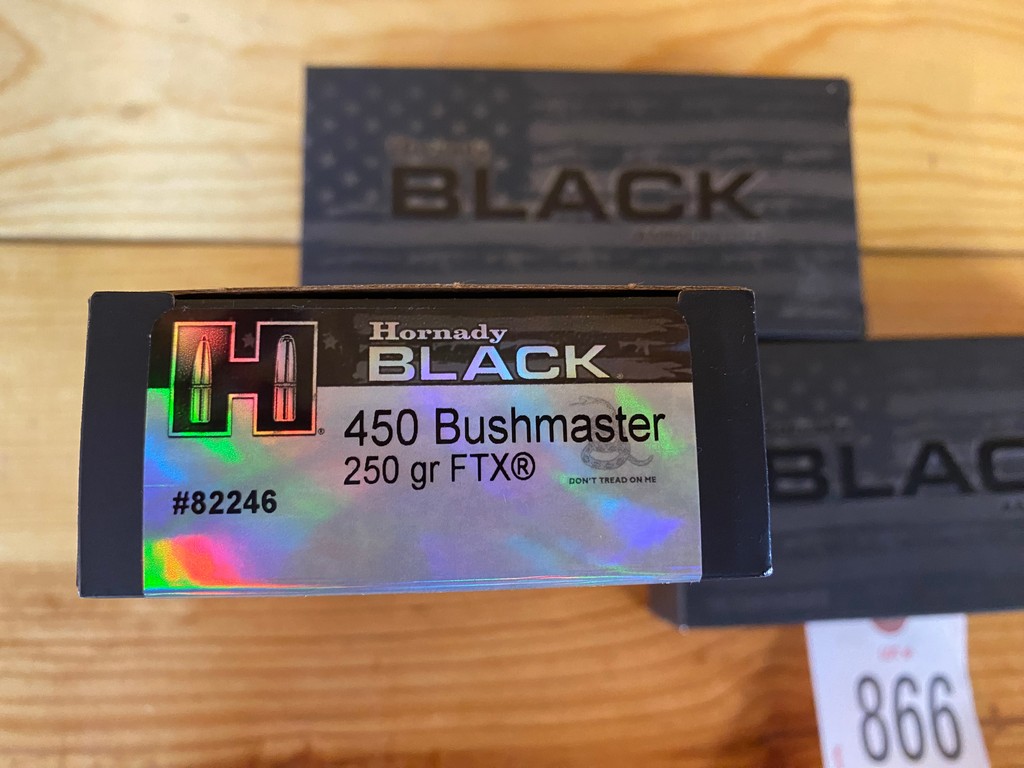 BLACK
H
®
Hornady
BLACK
450 Bushmaster
250 gr FTX®
DON'T TREAD ON ME
#82246
BLAC
866